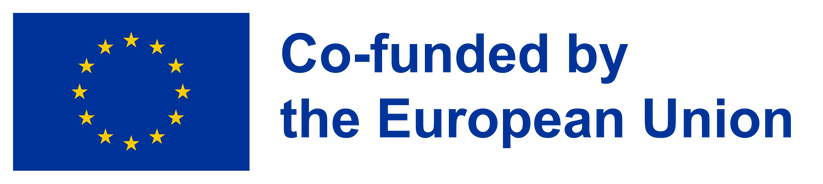 Co-funded by
the European Union